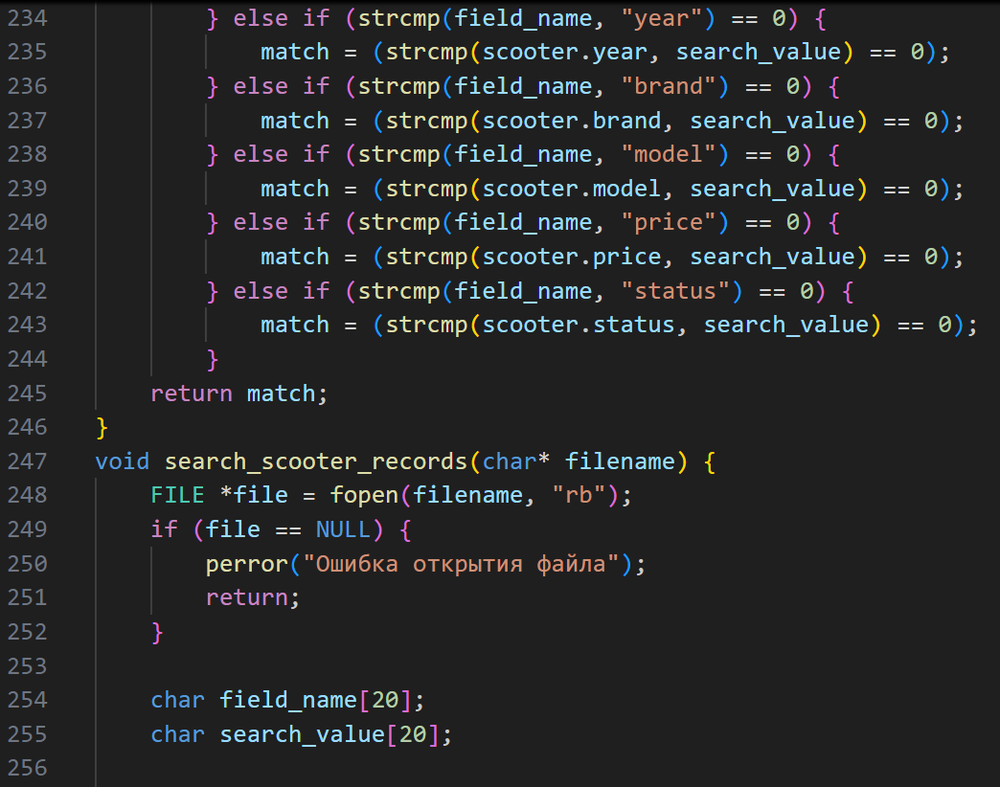 234 } else if (strcmp(field_name, "year") == 0) {
235 match = (strcmp(scooter.year, search_value) == 0);
236 } else if (strcmp(field_name, "brand") == 0) {
237 match = (strcmp(scooter.brand, search_value) == 0);
238 } else if (strcmp(field_name, "model") == 0) {
239 match = (strcmp(scooter.model, search_value) == 0);
240 } else if (strcmp(field_name, "price") == 0) {
241 match = (strcmp(scooter.price, search_value) == 0);
242 } else if (strcmp(field_name, "status") == 0) {
243 match = (strcmp(scooter.status, search_value) == 0);
244 }
245 return match;
246 }
247 void search_scooter_records(char* filename) {
248 FILE *file = fopen(filename, "rb");
249 if (file == NULL) {
250 perror("Ошибка открытия файла");
251 return;
252 }
253
254 char field_name[20];
255 char search_value[20];
256